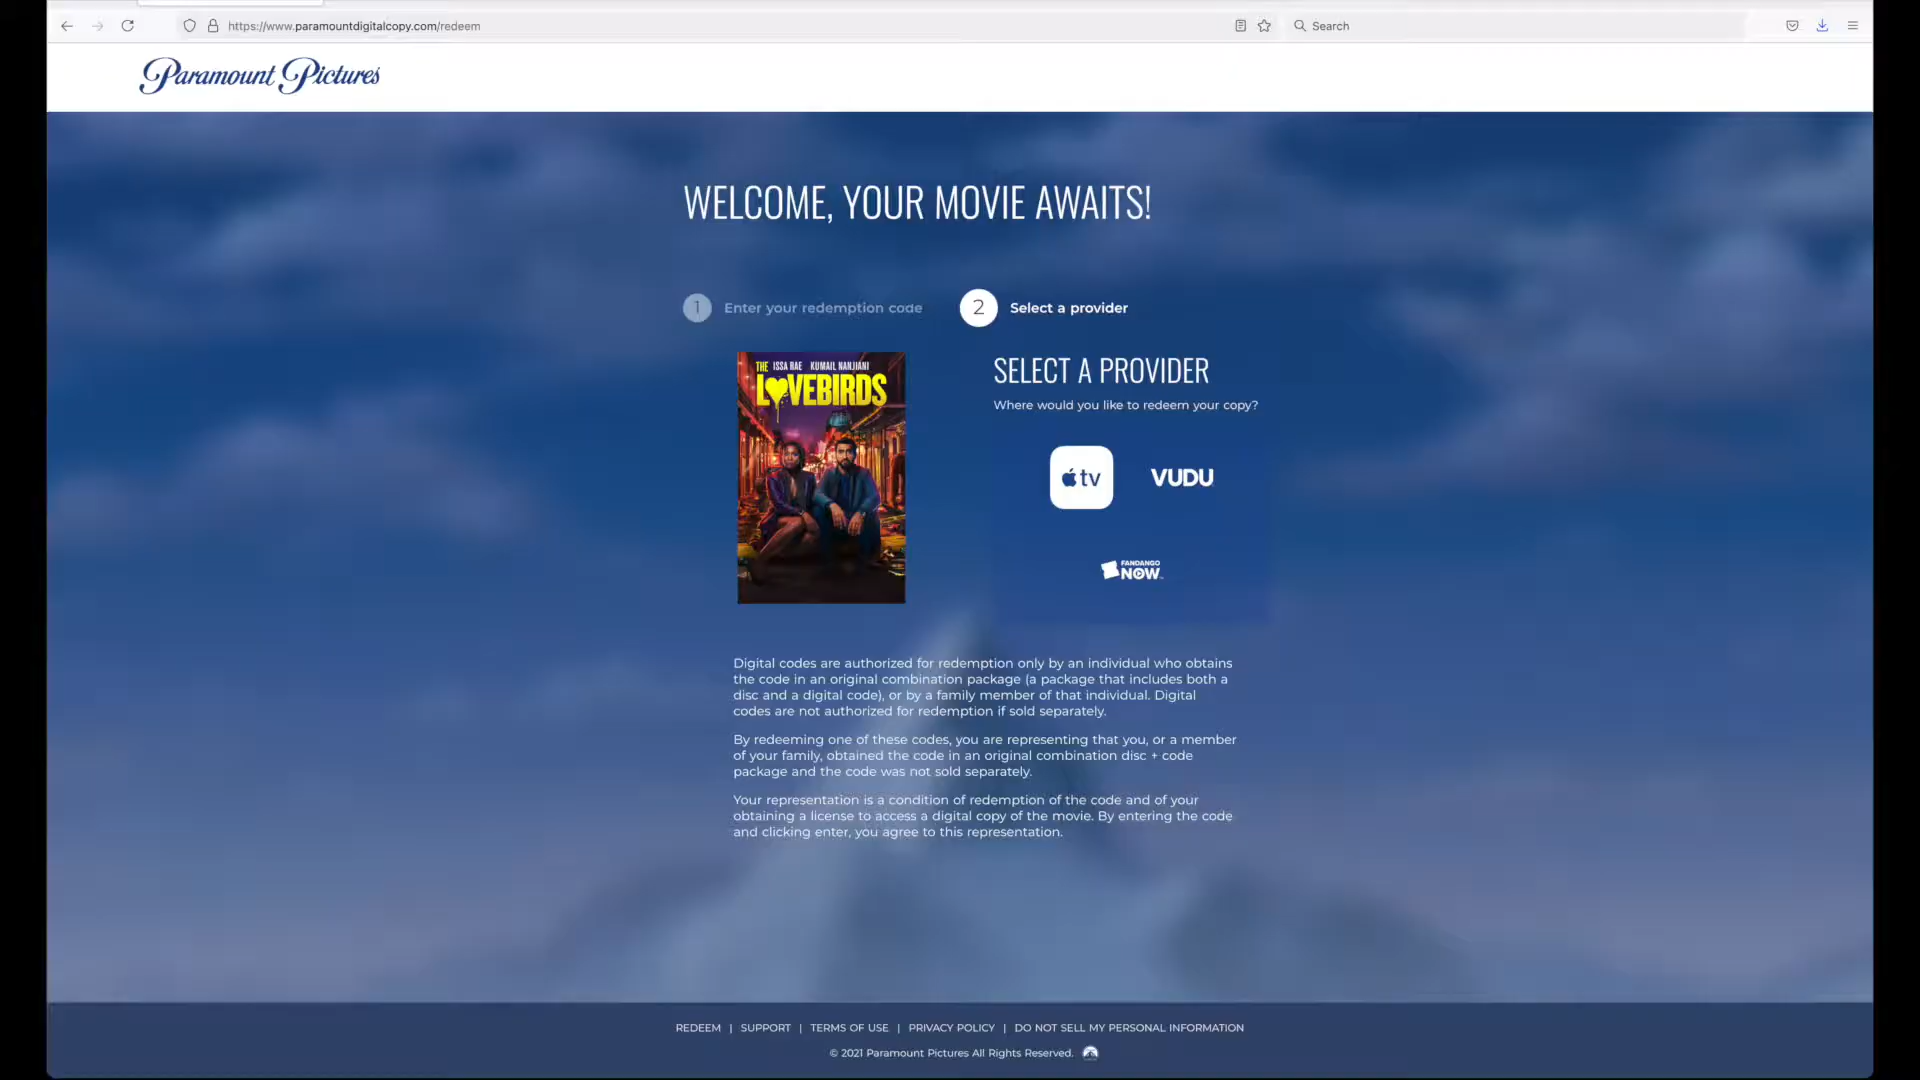 https://www.paramountdigitalcopy.com/redeem
Search
Paramount Pictures
WELCOME, YOUR MOVIE AWAITS!
1 Enter your redemption code
2 Select a provider
THE ISSA RAE KUMAIL NANJIANI
LOVEBIRDS
SELECT A PROVIDER
Where would you like to redeem your copy?
tv
VUDU
FANDANGO
NOW
Digital codes are authorized for redemption only by an individual who obtains
the code in an original combination package (a package that includes both a
disc and a digital code), or by a family member of that individual. Digital
codes are not authorized for redemption if sold separately.
By redeeming one of these codes, you are representing that you, or a member
of your family, obtained the code in an original combination disc + code
package and the code was not sold separately.
Your representation is a condition of redemption of the code and of your
obtaining a license to access a digital copy of the movie. By entering the code
and clicking enter, you agree to this representation.
REDEEM | SUPPORT | TERMS OF USE | PRIVACY POLICY | DO NOT SELL MY PERSONAL INFORMATION
© 2021 Paramount Pictures All Rights Reserved.